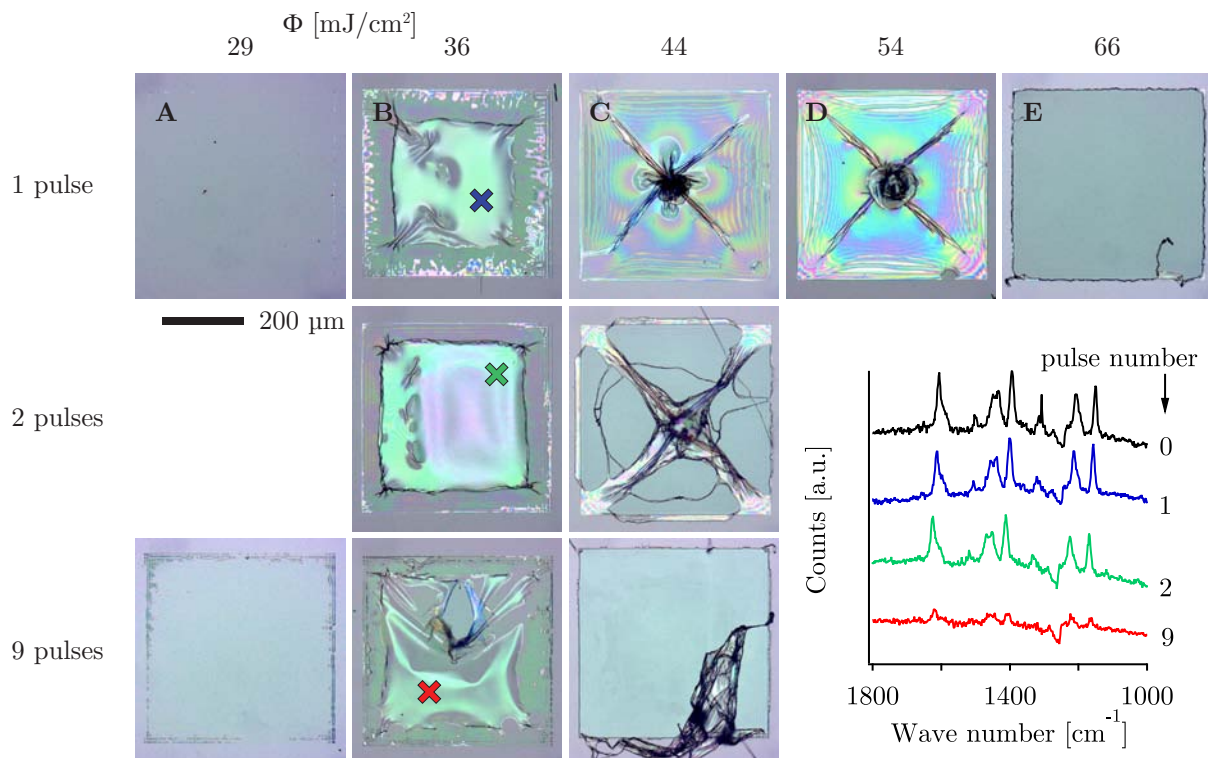 Φ [mJ/cm²]
29 36 44 54 66
A B C D E
1 pulse
200 µm
2 pulses
9 pulses
pulse number
0
1
2
9
Counts [a.u.]
1800 1400 1000
Wave number [cm⁻¹]